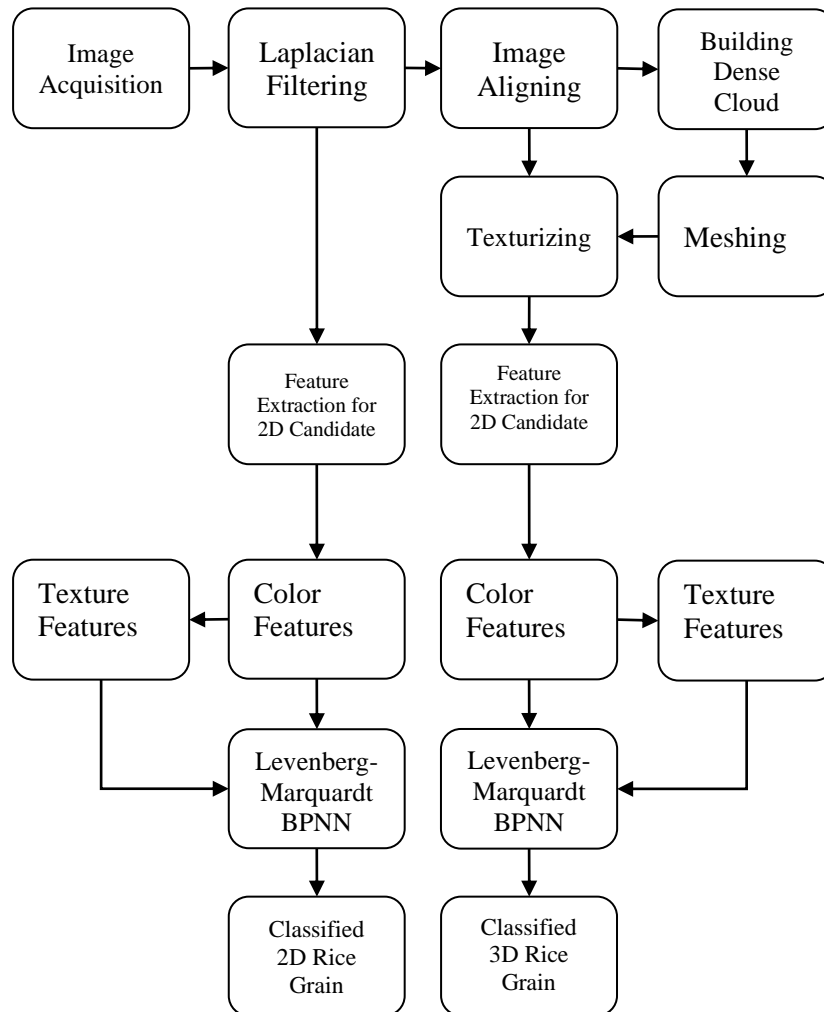 Image
Acquisition
Laplacian
Filtering
Image
Aligning
Building
Dense
Cloud
Texturizing
Meshing
Feature
Extraction for
2D Candidate
Feature
Extraction for
2D Candidate
Texture
Features
Color
Features
Color
Features
Texture
Features
Levenberg-
Marquardt
BPNN
Levenberg-
Marquardt
BPNN
Classified
2D Rice
Grain
Classified
3D Rice
Grain